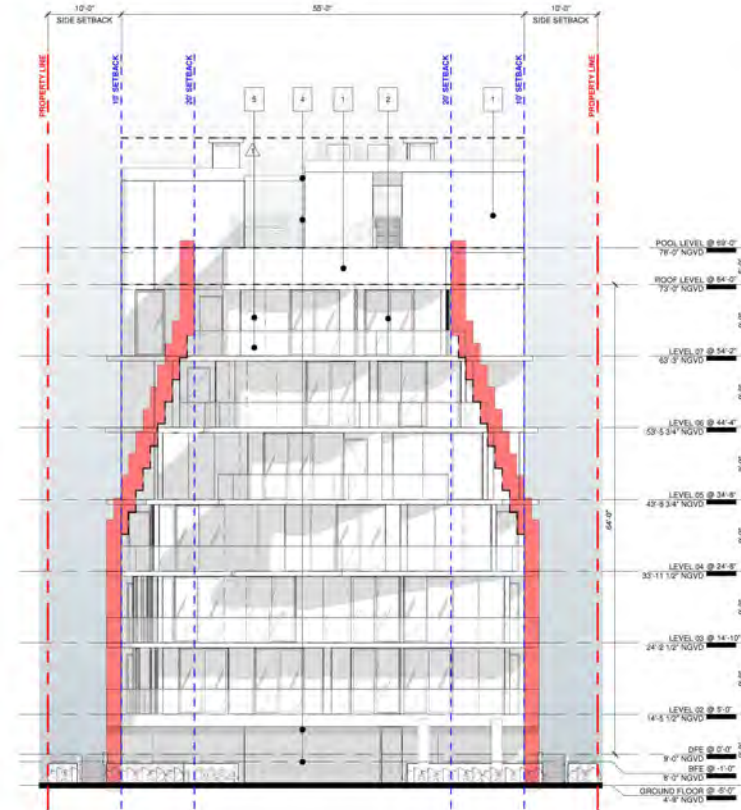 10'-0"
55'-0"
10'-0"
SIDE SETBACK
SIDE SETBACK
PROPERTY LINE
10' SETBACK
20' SETBACK
20' SETBACK
10' SETBACK
PROPERTY LINE
5
4
1
2
1
POOL LEVEL @ 69'-0"
78'-0" NGVD
ROOF LEVEL @ 64'-0"
73'-0" NGVD
LEVEL 07 @ 54'-2"
63'-3" NGVD
LEVEL 06 @ 44'-4"
53'-5 3/4" NGVD
LEVEL 05 @ 34'-8"
43'-8 3/4" NGVD
64'-0"
LEVEL 04 @ 24'-8"
33'-11 1/2" NGVD
LEVEL 03 @ 14'-10"
24'-2 1/2" NGVD
LEVEL 02 @ 5'-0"
14'-5 1/2" NGVD
DFE @ 0'-0"
9'-0" NGVD
BFE @ -1'-0"
8'-0" NGVD
GROUND FLOOR @
4'-9" NGVD